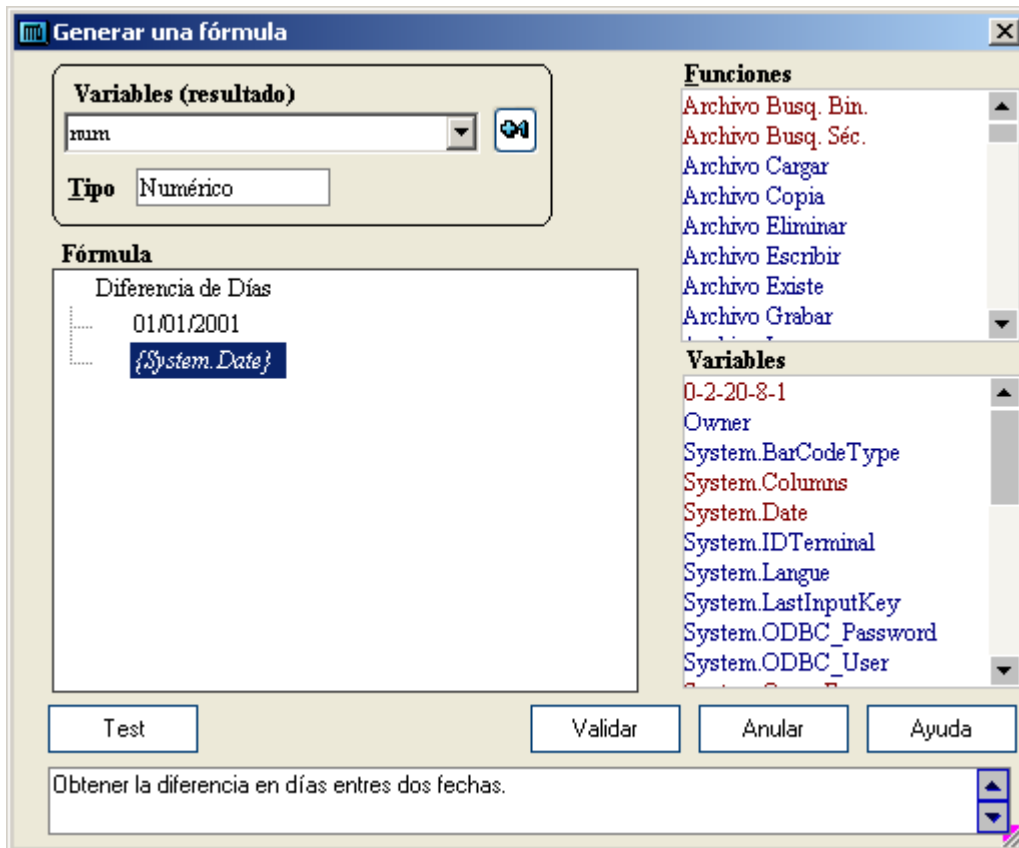 Generar una fórmula
Variables (resultado)
num
Tipo Numérico
Fórmula
Diferencia de Días
01/01/2001
{System.Date}
Funciones
Archivo Busq. Bin.
Archivo Busq. Séc.
Archivo Cargar
Archivo Copia
Archivo Eliminar
Archivo Escribir
Archivo Existe
Archivo Grabar
Variables
0-2-20-8-1
Owner
System.BarCodeType
System.Columns
System.Date
System.IDTerminal
System.Langue
System.LastInputKey
System.ODBC_Password
System.ODBC_User
Test Validar Anular Ayuda
Obtener la diferencia en días entres dos fechas.